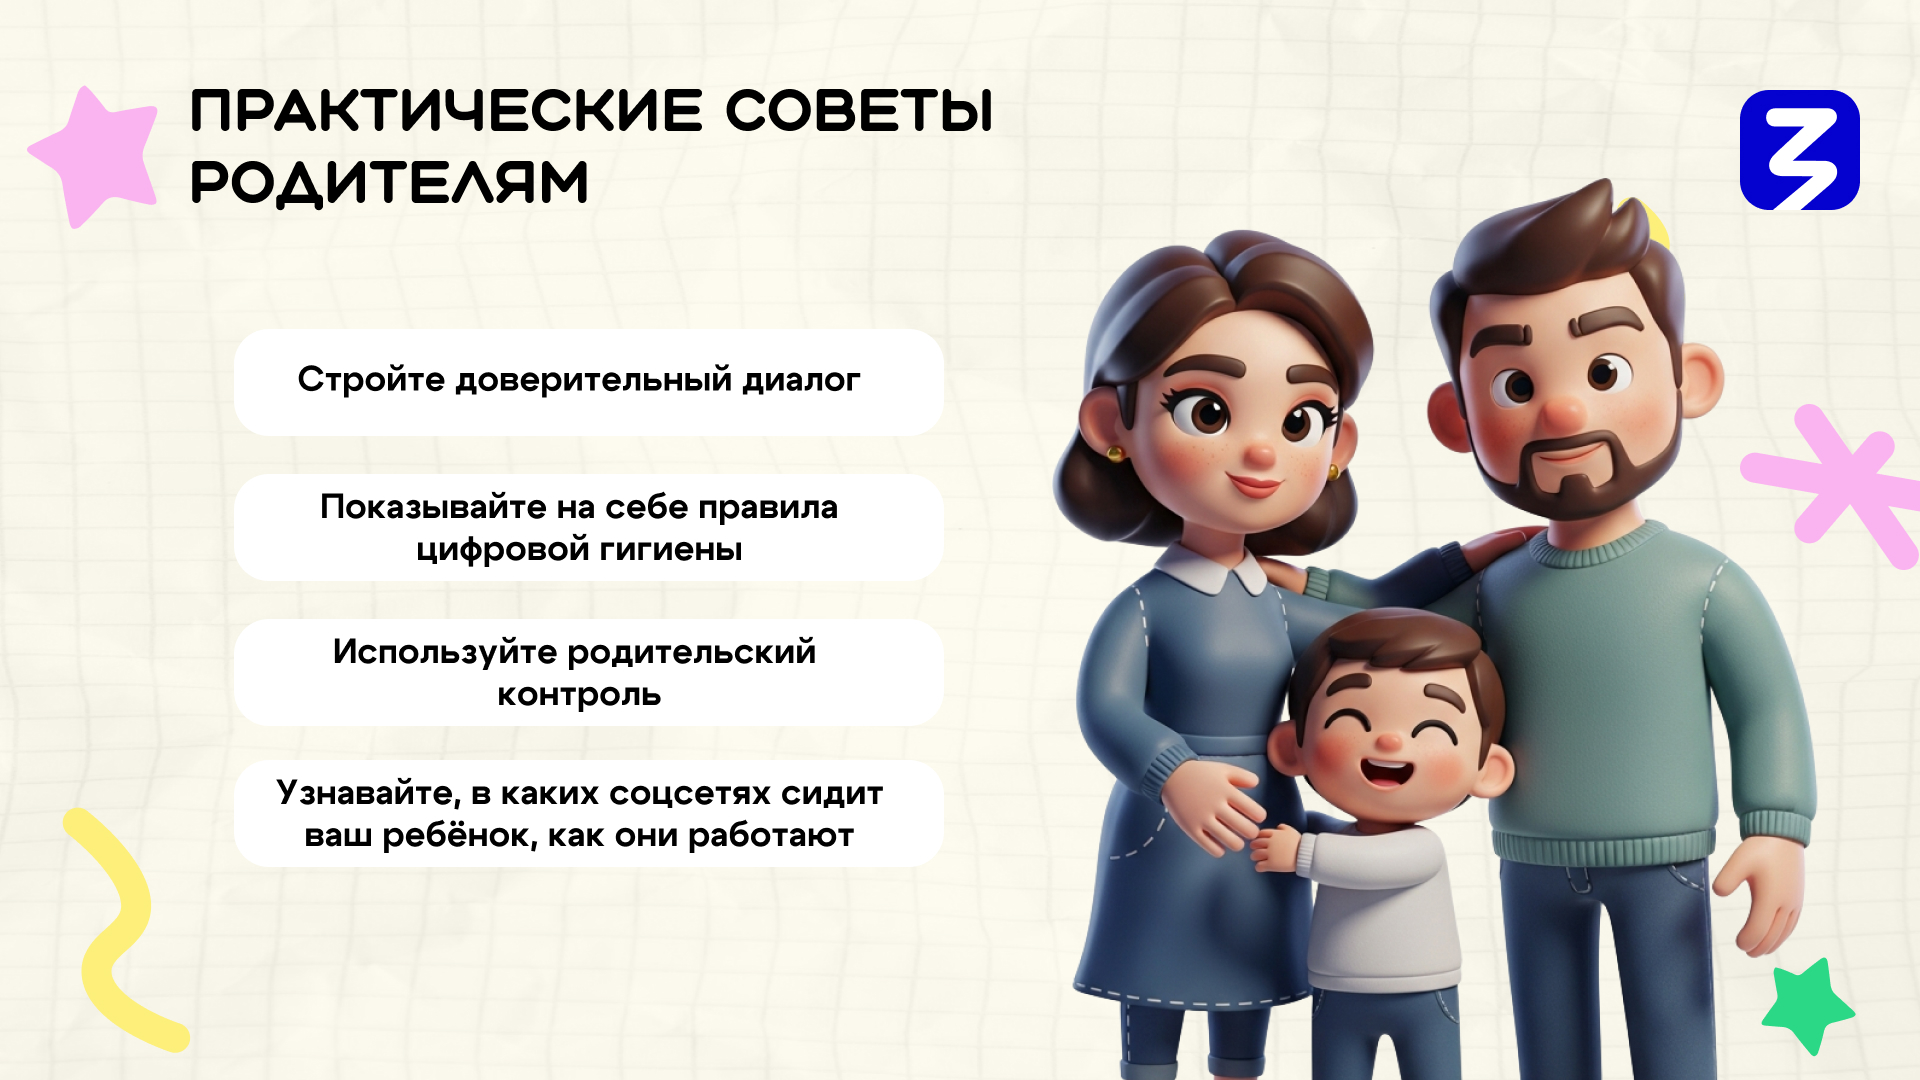 ПРАКТИЧЕСКИЕ СОВЕТЫ
РОДИТЕЛЯМ
Стройте доверительный диалог
Показывайте на себе правила
цифровой гигиены
Используйте родительский
контроль
Узнавайте, в каких соцсетях сидит
ваш ребёнок, как они работают